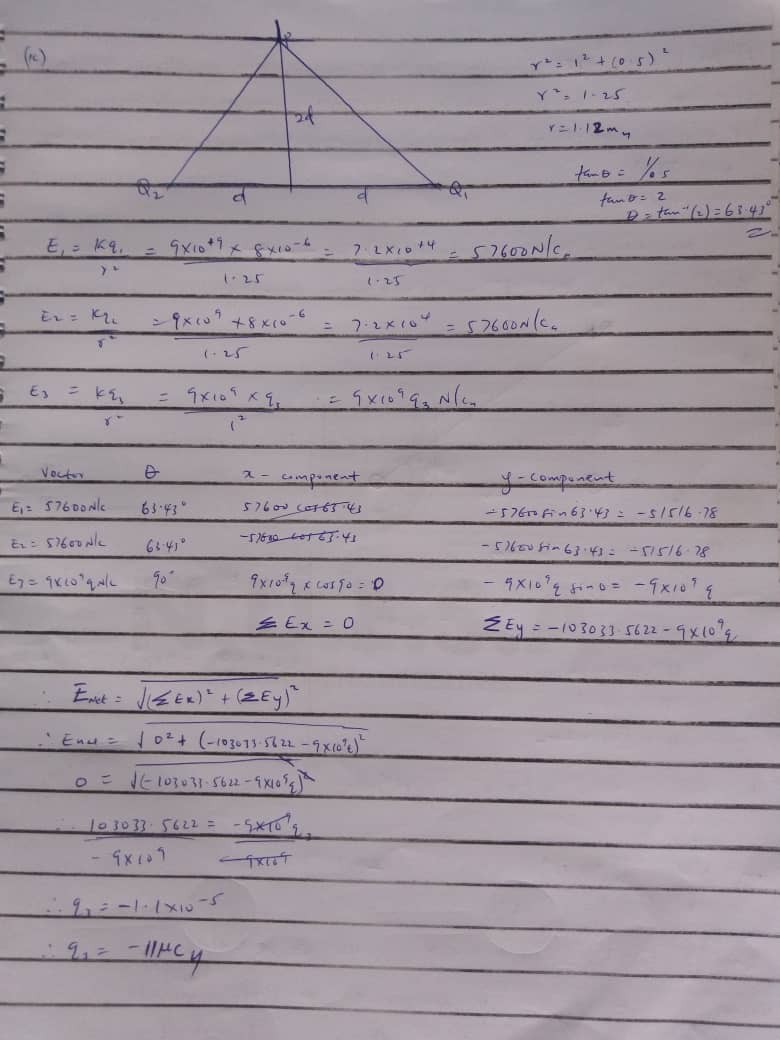 (ii)
P
r² = 1² + (0.5)²
r² = 1.25
r = 1.12m
2d
tanθ = 1/0.5
tanθ = 2
θ = tan⁻¹(2) = 63.43°
Q₂ d d Q₁
E₁ = Kq₁/r² = 9×10⁺⁹ × 8×10⁻⁶/1.25 = 7.2×10⁺⁴/1.25 = 57600N/C
E₂ = Kq₂/r² = 9×10⁹ × 8×10⁻⁶/1.25 = 7.2×10⁴/1.25 = 57600N/C
E₃ = Kq₃/r² = 9×10⁹ × q₃/1² = 9×10⁹q₃ N/C
Vector θ x-component y-component
E₁ = 57600N/C 63.43° 57600 cos63.43 -57600sin63.43 = -51516.78
E₂ = 57600N/C 63.43° -57600 cos63.43 -57600sin63.43 = -51516.78
E₃ = 9×10⁹q N/C 90° 9×10⁹q × cos90 = 0 - 9×10⁹q sin0 = -9×10⁹q
ΣEx = 0 ΣEy = -103033.5622 - 9×10⁹q
∴ Enet = √(ΣEx)² + (ΣEy)²
∴ Enet = √0² + (-103033.5622 - 9×10⁹q)²
0 = √(-103033.5622 - 9×10⁹q)²
∴ 103033.5622/-9×10⁹ = -9×10⁹q₃/-9×10⁹
∴ q₃ = -1.1×10⁻⁵
∴ q₃ = -11μC